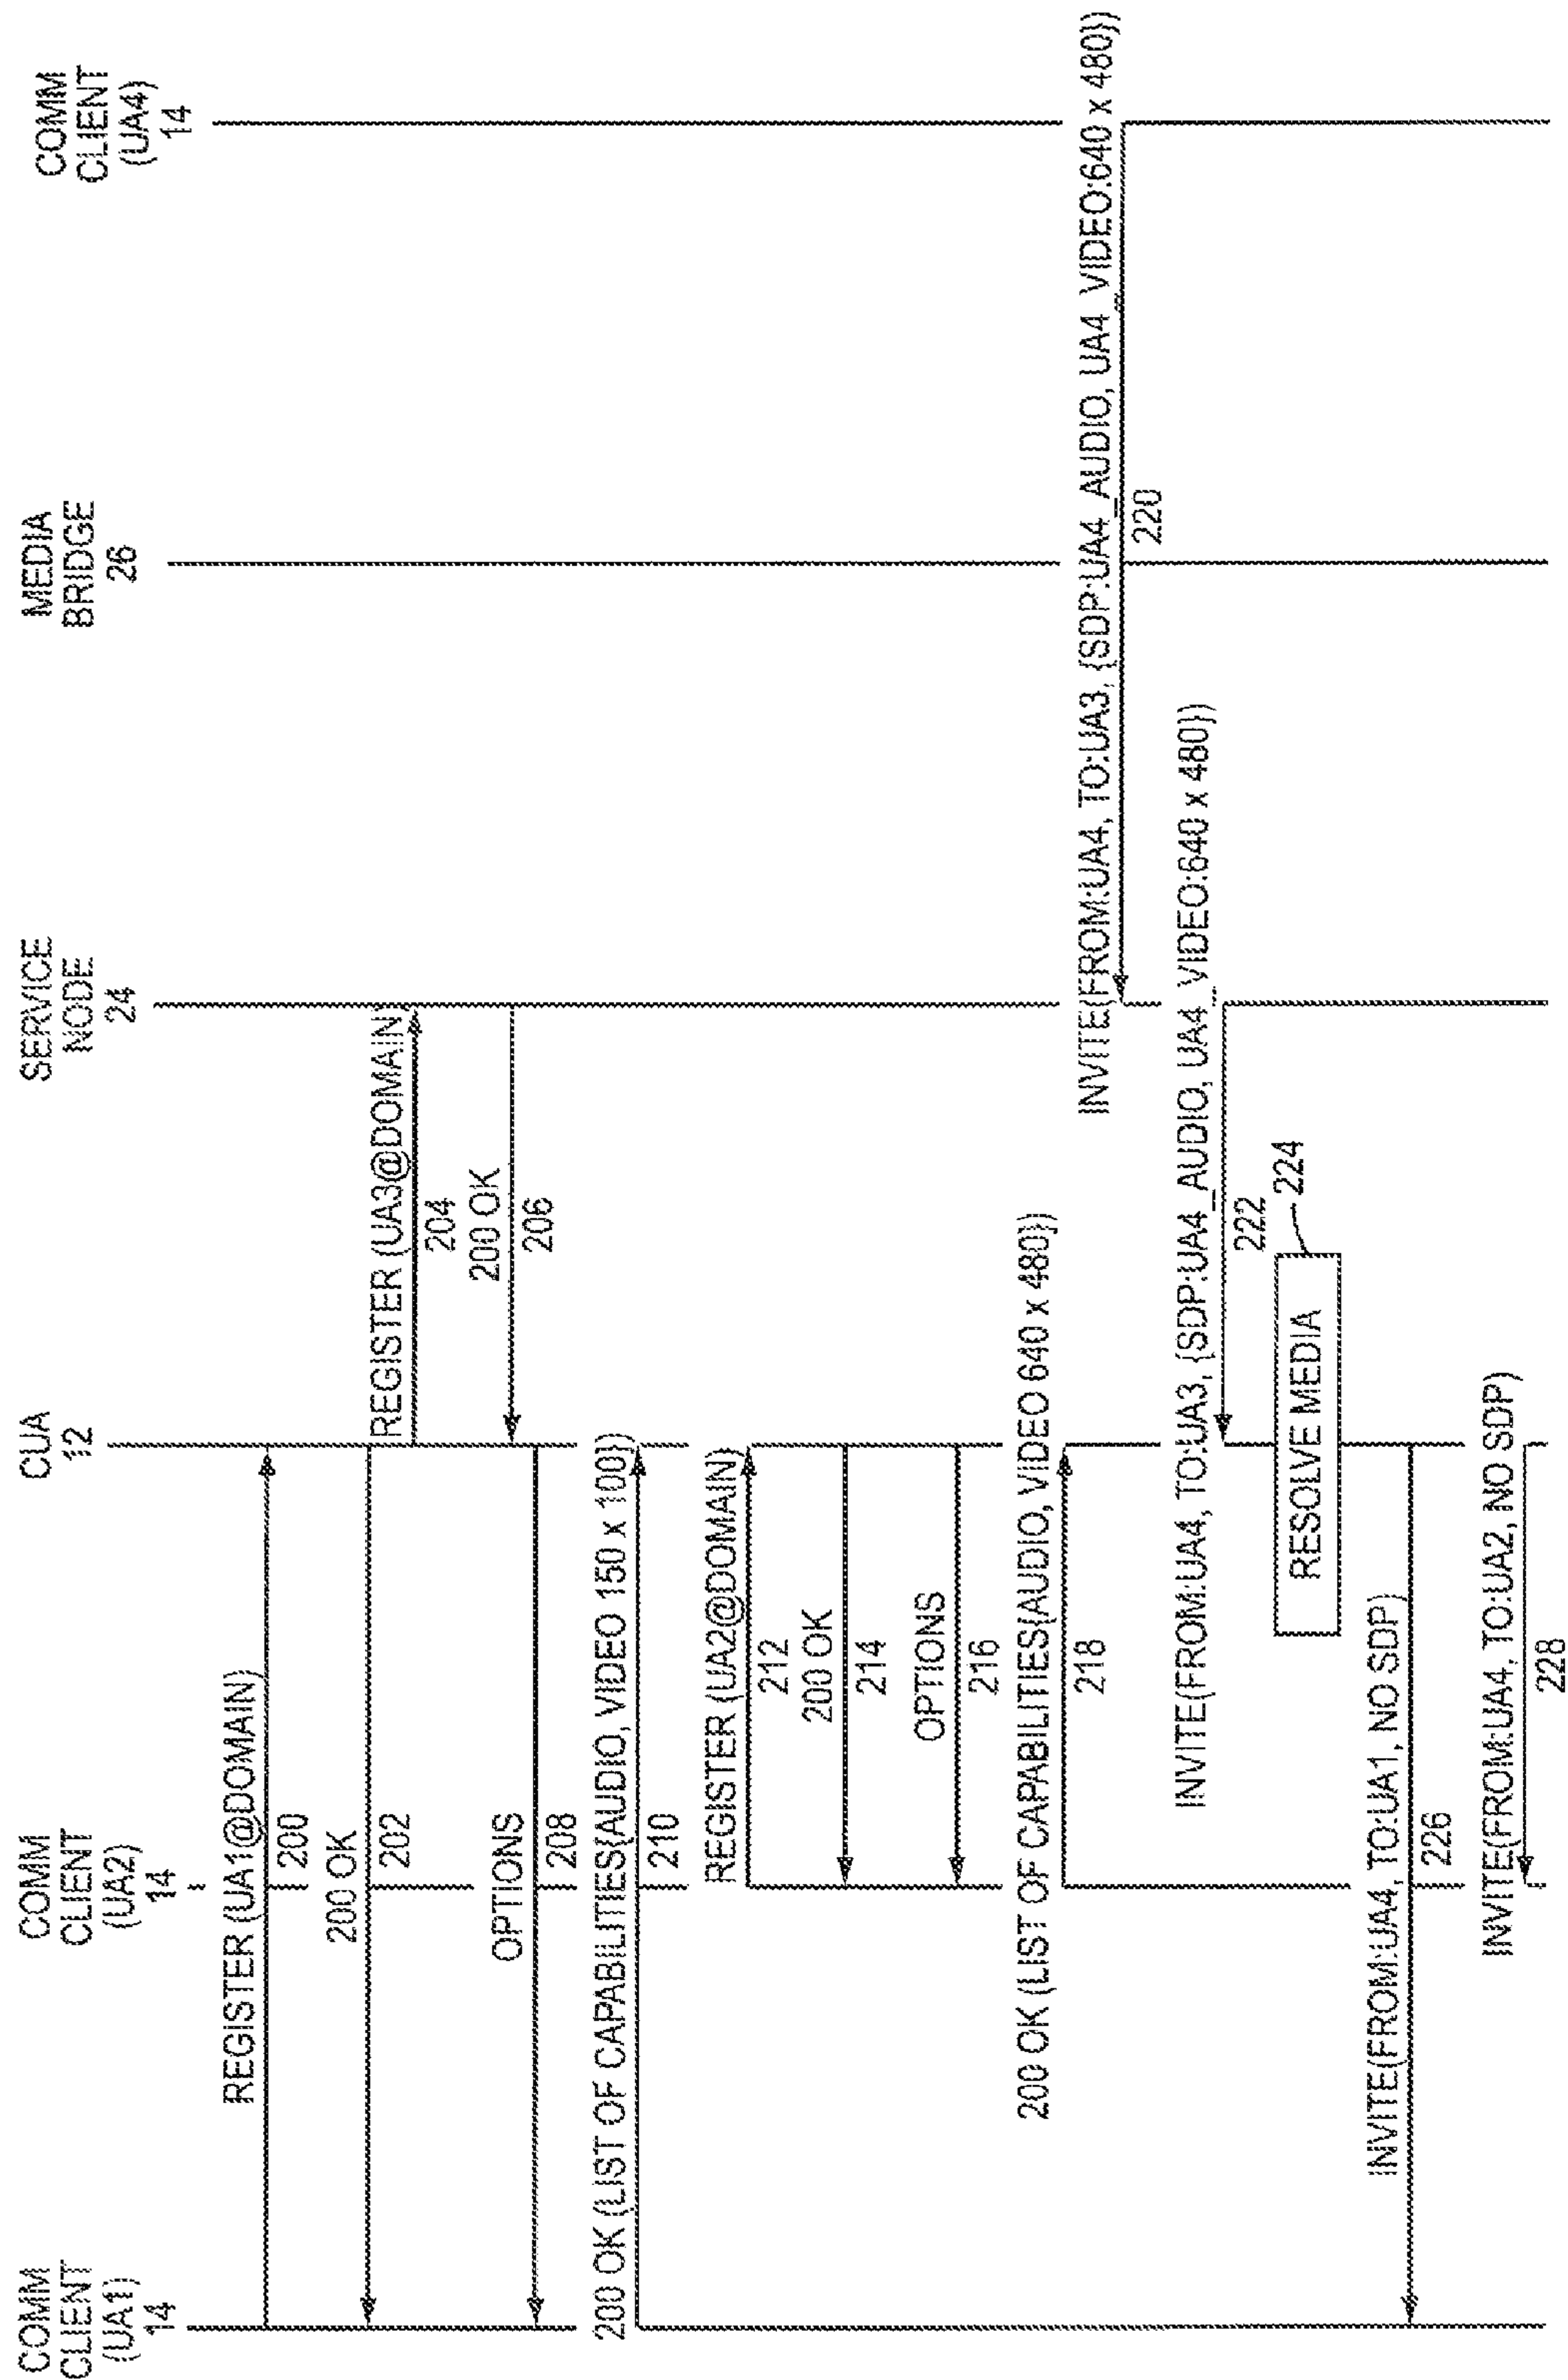 COMM
CLIENT
(UA1)
14
COMM
CLIENT
(UA2)
14
CUA
12
SERVICE
NODE
24
MEDIA
BRIDGE
26
COMM
CLIENT
(UA4)
14
REGISTER (UA1@DOMAIN)
200
200 OK
202
REGISTER (UA3@DOMAIN)
204
200 OK
206
OPTIONS
208
200 OK (LIST OF CAPABILITIES{AUDIO, VIDEO 150 x 100})
210
REGISTER (UA2@DOMAIN)
212
200 OK
214
OPTIONS
216
200 OK (LIST OF CAPABILITIES{AUDIO, VIDEO 640 x 480})
218
INVITE(FROM:UA4, TO:UA3, {SDP:UA4_AUDIO, UA4_VIDEO:640 x 480})
220
INVITE(FROM:UA4, TO:UA3, {SDP:UA4_AUDIO, UA4_VIDEO:640 x 480})
222
RESOLVE MEDIA
224
INVITE(FROM:UA4, TO:UA1, NO SDP)
226
INVITE(FROM:UA4, TO:UA2, NO SDP)
228